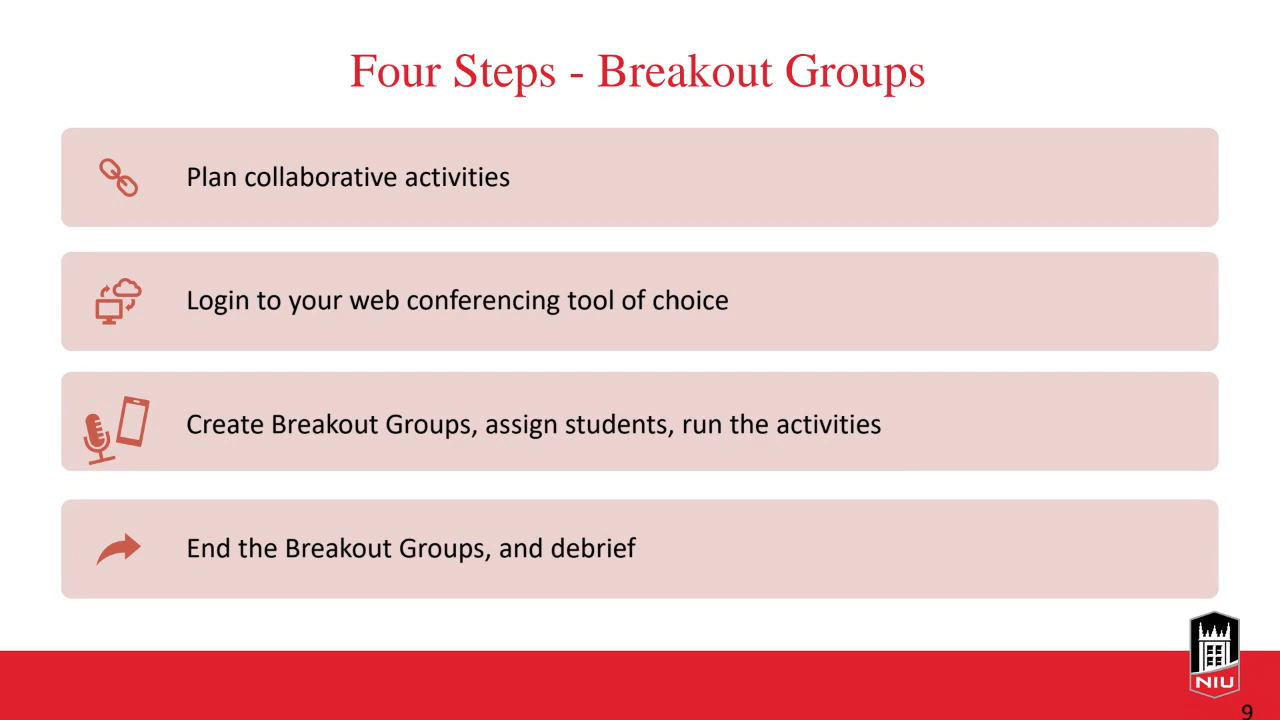 Four Steps - Breakout Groups
Plan collaborative activities
Login to your web conferencing tool of choice
Create Breakout Groups, assign students, run the activities
End the Breakout Groups, and debrief
NIU
9